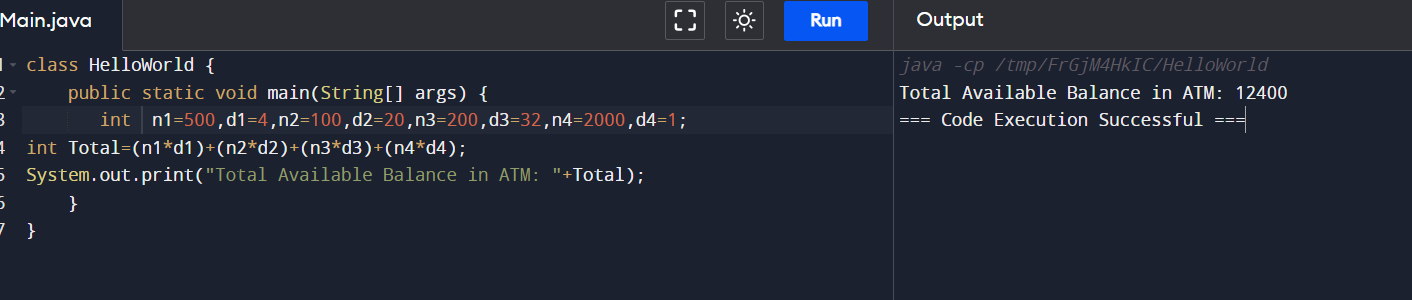 Main.java
Run
Output
1 class HelloWorld {
2 public static void main(String[] args) {
3 int n1=500,d1=4,n2=100,d2=20,n3=200,d3=32,n4=2000,d4=1;
4 int Total=(n1*d1)+(n2*d2)+(n3*d3)+(n4*d4);
5 System.out.print("Total Available Balance in ATM: "+Total);
6 }
7 }
java -cp /tmp/FrGjM4HkIC/HelloWorld
Total Available Balance in ATM: 12400
=== Code Execution Successful ===